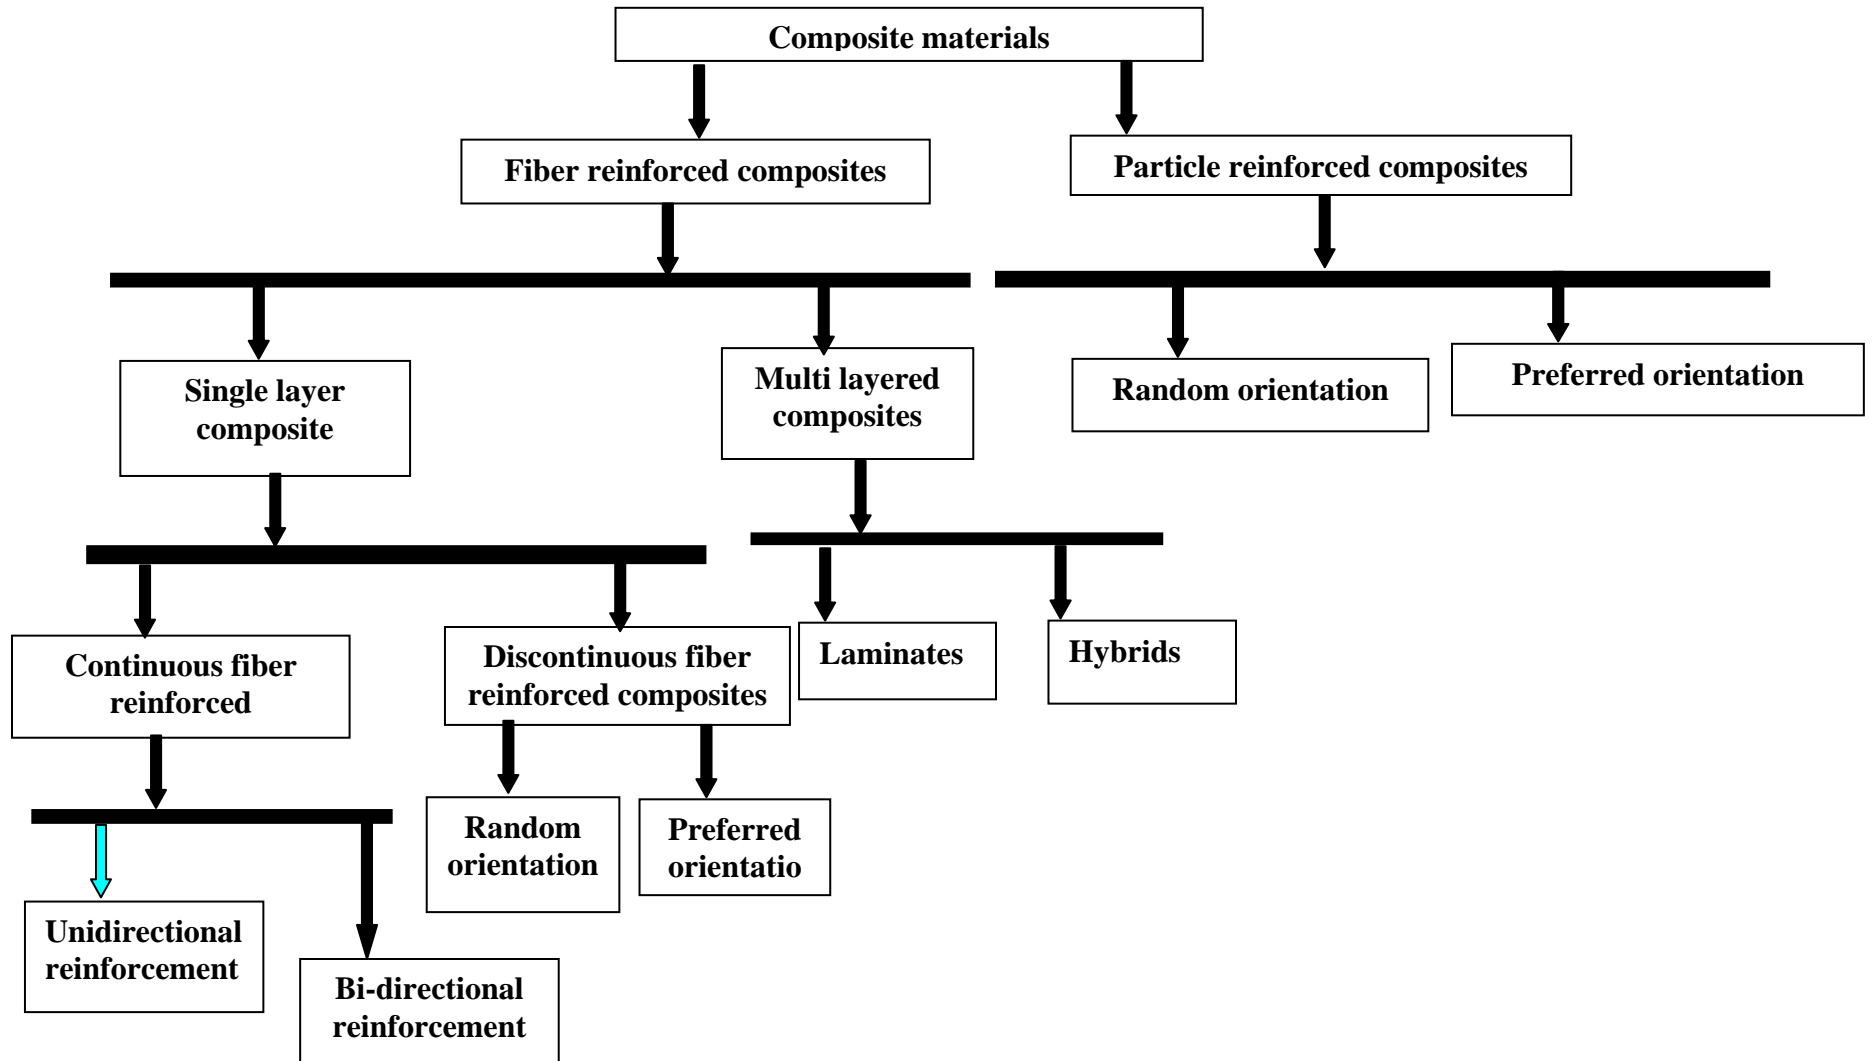 Composite materials
Fiber reinforced composites
Particle reinforced composites
Single layer
composite
Multi layered
composites
Random orientation
Preferred orientation
Continuous fiber
reinforced
Discontinuous fiber
reinforced composites
Laminates
Hybrids
Random
orientation
Preferred
orientatio
Unidirectional
reinforcement
Bi-directional
reinforcement